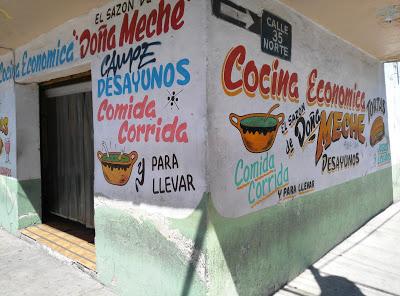 EL SAZON DE
Cocina Economica "Doña Meche"
DESAYUNOS
Comida
Corrida
y PARA
LLEVAR
CALLE
35
NORTE
Cocina Economica
EL SAZON
de DOÑA
MECHE
DESAYUNOS
TORTAS
Comida
Corrida
y PARA
LLEVAR